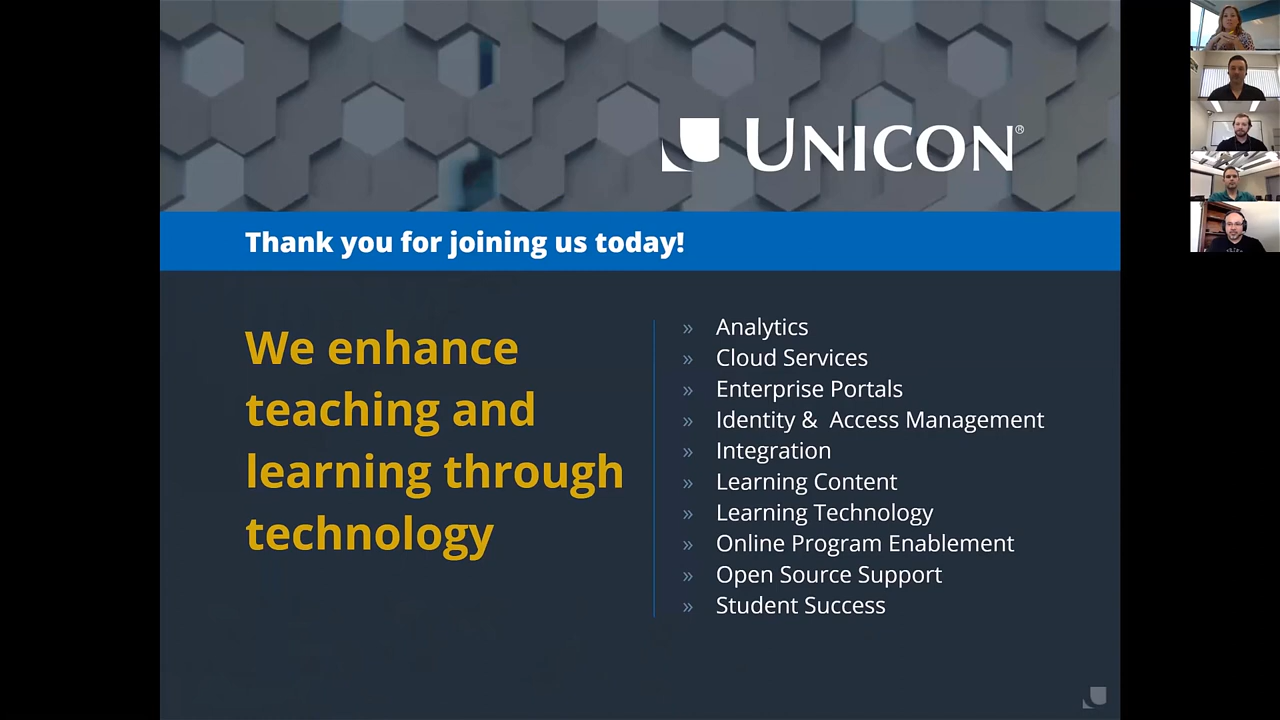 UNICON®
Thank you for joining us today!
We enhance
teaching and
learning through
technology
» Analytics
» Cloud Services
» Enterprise Portals
» Identity & Access Management
» Integration
» Learning Content
» Learning Technology
» Online Program Enablement
» Open Source Support
» Student Success